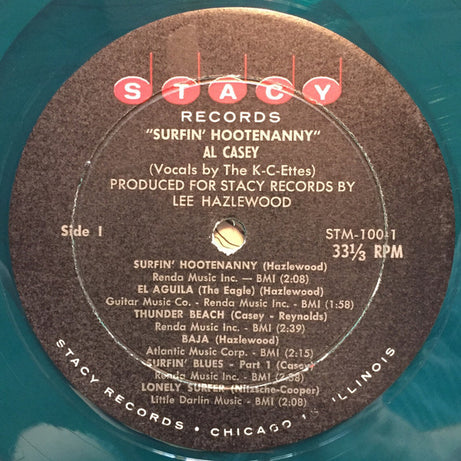 STACY
RECORDS
"SURFIN' HOOTENANNY"
AL CASEY
(Vocals by The K-C-Ettes)
PRODUCED FOR STACY RECORDS BY
LEE HAZLEWOOD
Side 1
STM-100-1
33⅓ RPM
SURFIN' HOOTENANNY (Hazlewood)
Renda Music Inc. — BMI (2:08)
EL AGUILA (The Eagle) (Hazlewood)
Guitar Music Co. - Renda Music Inc. - BMI (1:58)
THUNDER BEACH (Casey - Reynolds)
Renda Music Inc. - BMI (2:39)
BAJA (Hazlewood)
Atlantic Music Corp. - BMI (2:15)
SURFIN' BLUES - Part 1 (Casey)
Renda Music Inc. - BMI (2:38)
LONELY SURFER (Nitzsche-Cooper)
Little Darlin Music - BMI (2:08)
STACY RECORDS • CHICAGO 1, ILLINOIS